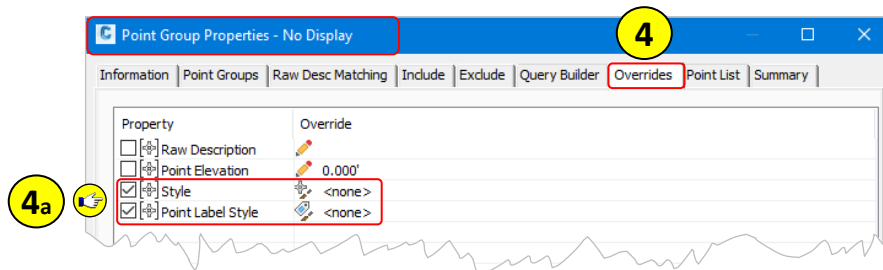 4
Point Group Properties - No Display
Information Point Groups Raw Desc Matching Include Exclude Query Builder Overrides Point List Summary
Property Override
Raw Description
Point Elevation 0.000'
4a Style <none>
Point Label Style <none>